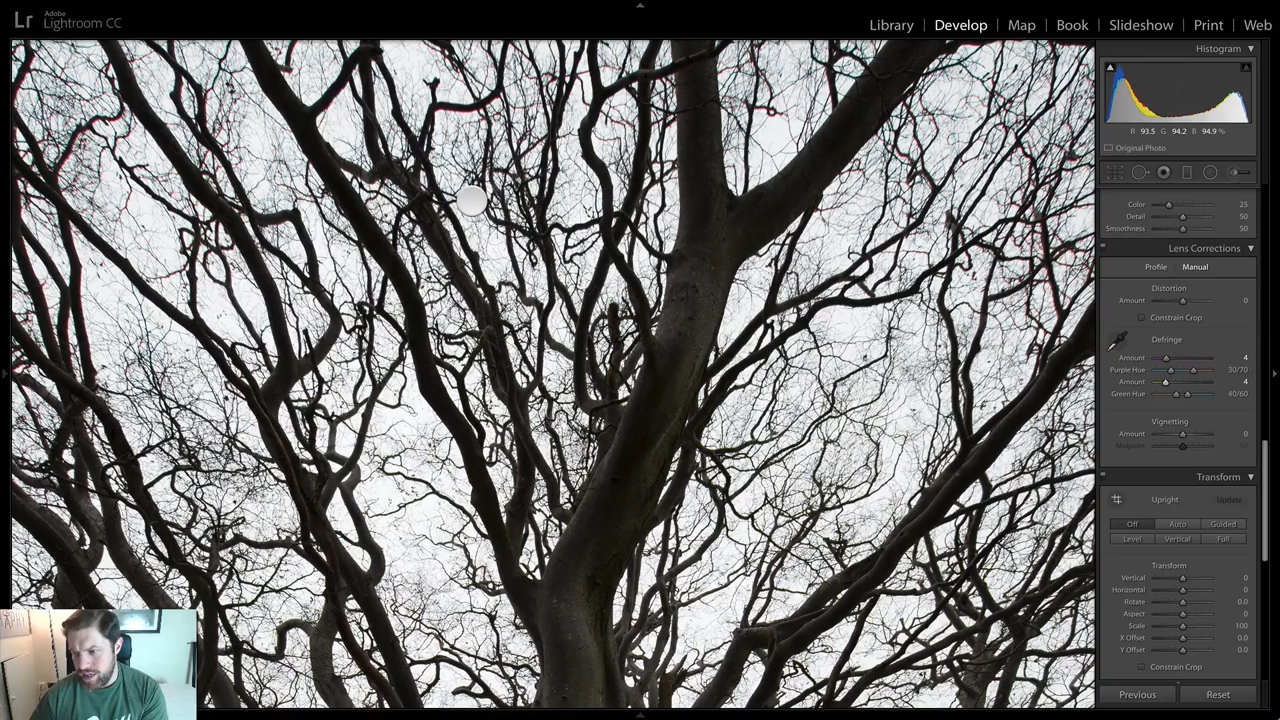 Lr Adobe Lightroom CC
Library | Develop | Map | Book | Slideshow | Print | Web
Histogram
R 93.5 G 94.2 B 94.9 %
Original Photo
Color 25
Detail 50
Smoothness 50
Lens Corrections
Profile Manual
Distortion
Amount 0
Constrain Crop
Defringe
Amount 4
Purple Hue 30/70
Amount 4
Green Hue 40/60
Vignetting
Amount 0
Midpoint
Transform
Upright Update
Off Auto Guided
Level Vertical Full
Transform
Vertical 0
Horizontal 0
Rotate 0.0
Aspect 0
Scale 100
X Offset 0.0
Y Offset 0.0
Constrain Crop
Previous Reset